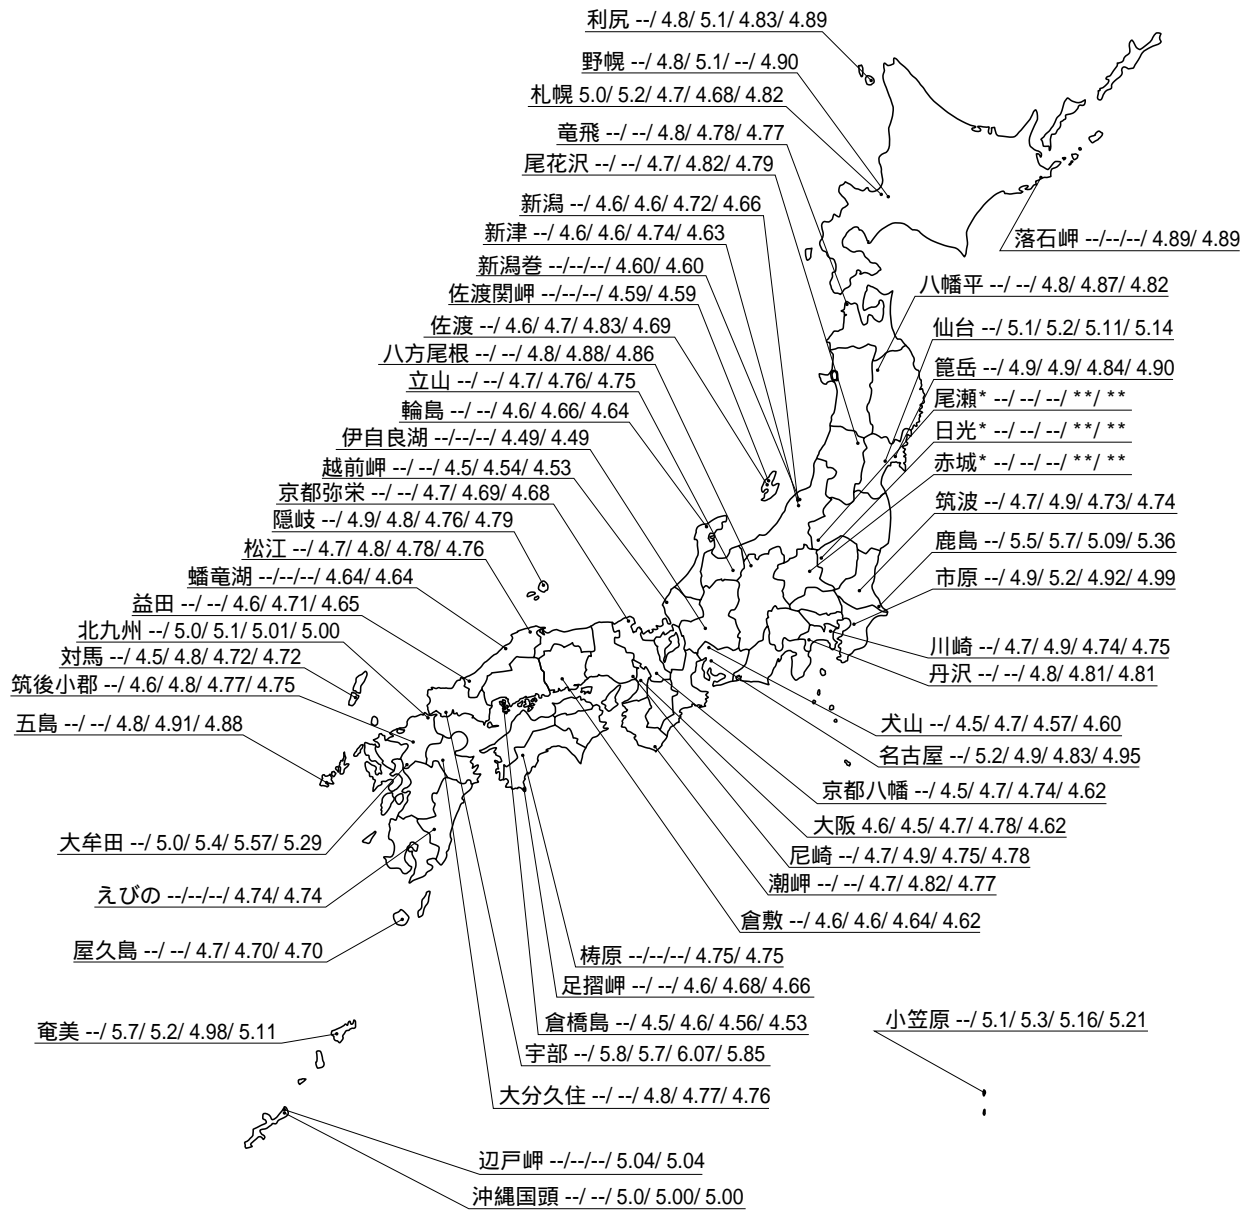 利尻 --/ 4.8/ 5.1/ 4.83/ 4.89
野幌 --/ 4.8/ 5.1/ --/ 4.90
札幌 5.0/ 5.2/ 4.7/ 4.68/ 4.82
竜飛 --/ --/ 4.8/ 4.78/ 4.77
尾花沢 --/ --/ 4.7/ 4.82/ 4.79
新潟 --/ 4.6/ 4.6/ 4.72/ 4.66
新津 --/ 4.6/ 4.6/ 4.74/ 4.63
新潟巻 --/--/--/ 4.60/ 4.60
佐渡関岬 --/--/--/ 4.59/ 4.59
佐渡 --/ 4.6/ 4.7/ 4.83/ 4.69
八方尾根 --/ --/ 4.8/ 4.88/ 4.86
立山 --/ --/ 4.7/ 4.76/ 4.75
輪島 --/ --/ 4.6/ 4.66/ 4.64
伊自良湖 --/--/--/ 4.49/ 4.49
越前岬 --/ --/ 4.5/ 4.54/ 4.53
京都弥栄 --/ --/ 4.7/ 4.69/ 4.68
隠岐 --/ 4.9/ 4.8/ 4.76/ 4.79
松江 --/ 4.7/ 4.8/ 4.78/ 4.76
蟠竜湖 --/--/--/ 4.64/ 4.64
益田 --/ --/ 4.6/ 4.71/ 4.65
北九州 --/ 5.0/ 5.1/ 5.01/ 5.00
対馬 --/ 4.5/ 4.8/ 4.72/ 4.72
筑後小郡 --/ 4.6/ 4.8/ 4.77/ 4.75
五島 --/ --/ 4.8/ 4.91/ 4.88
大牟田 --/ 5.0/ 5.4/ 5.57/ 5.29
えびの --/--/--/ 4.74/ 4.74
屋久島 --/ --/ 4.7/ 4.70/ 4.70
奄美 --/ 5.7/ 5.2/ 4.98/ 5.11
落石岬 --/--/--/ 4.89/ 4.89
八幡平 --/ --/ 4.8/ 4.87/ 4.82
仙台 --/ 5.1/ 5.2/ 5.11/ 5.14
箟岳 --/ 4.9/ 4.9/ 4.84/ 4.90
尾瀬* --/ --/ --/ **/ **
日光* --/ --/ --/ **/ **
赤城* --/ --/ --/ **/ **
筑波 --/ 4.7/ 4.9/ 4.73/ 4.74
鹿島 --/ 5.5/ 5.7/ 5.09/ 5.36
市原 --/ 4.9/ 5.2/ 4.92/ 4.99
川崎 --/ 4.7/ 4.9/ 4.74/ 4.75
丹沢 --/ --/ 4.8/ 4.81/ 4.81
犬山 --/ 4.5/ 4.7/ 4.57/ 4.60
名古屋 --/ 5.2/ 4.9/ 4.83/ 4.95
京都八幡 --/ 4.5/ 4.7/ 4.74/ 4.62
大阪 4.6/ 4.5/ 4.7/ 4.78/ 4.62
尼崎 --/ 4.7/ 4.9/ 4.75/ 4.78
潮岬 --/ --/ 4.7/ 4.82/ 4.77
倉敷 --/ 4.6/ 4.6/ 4.64/ 4.62
梼原 --/--/--/ 4.75/ 4.75
足摺岬 --/ --/ 4.6/ 4.68/ 4.66
倉橋島 --/ 4.5/ 4.6/ 4.56/ 4.53
宇部 --/ 5.8/ 5.7/ 6.07/ 5.85
大分久住 --/ --/ 4.8/ 4.77/ 4.76
小笠原 --/ 5.1/ 5.3/ 5.16/ 5.21
辺戸岬 --/--/--/ 5.04/ 5.04
沖縄国頭 --/ --/ 5.0/ 5.00/ 5.00